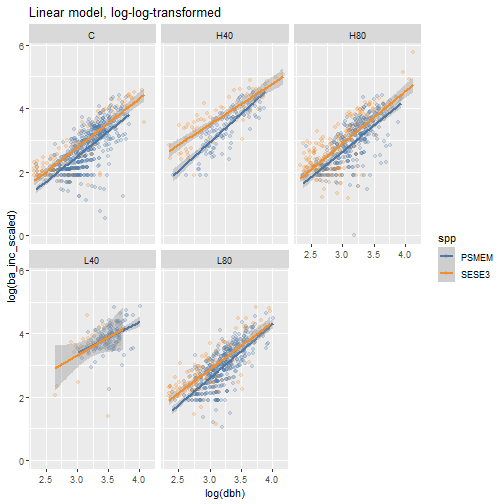 Linear model, log-log-transformed
C
H40
H80
6
4
2
0
2.5
3.0
3.5
4.0
L40
L80
6
4
2
0
2.5
3.0
3.5
4.0
2.5
3.0
3.5
4.0
log(dbh)
log(ba_inc_scaled)
spp
PSMEM
SESE3